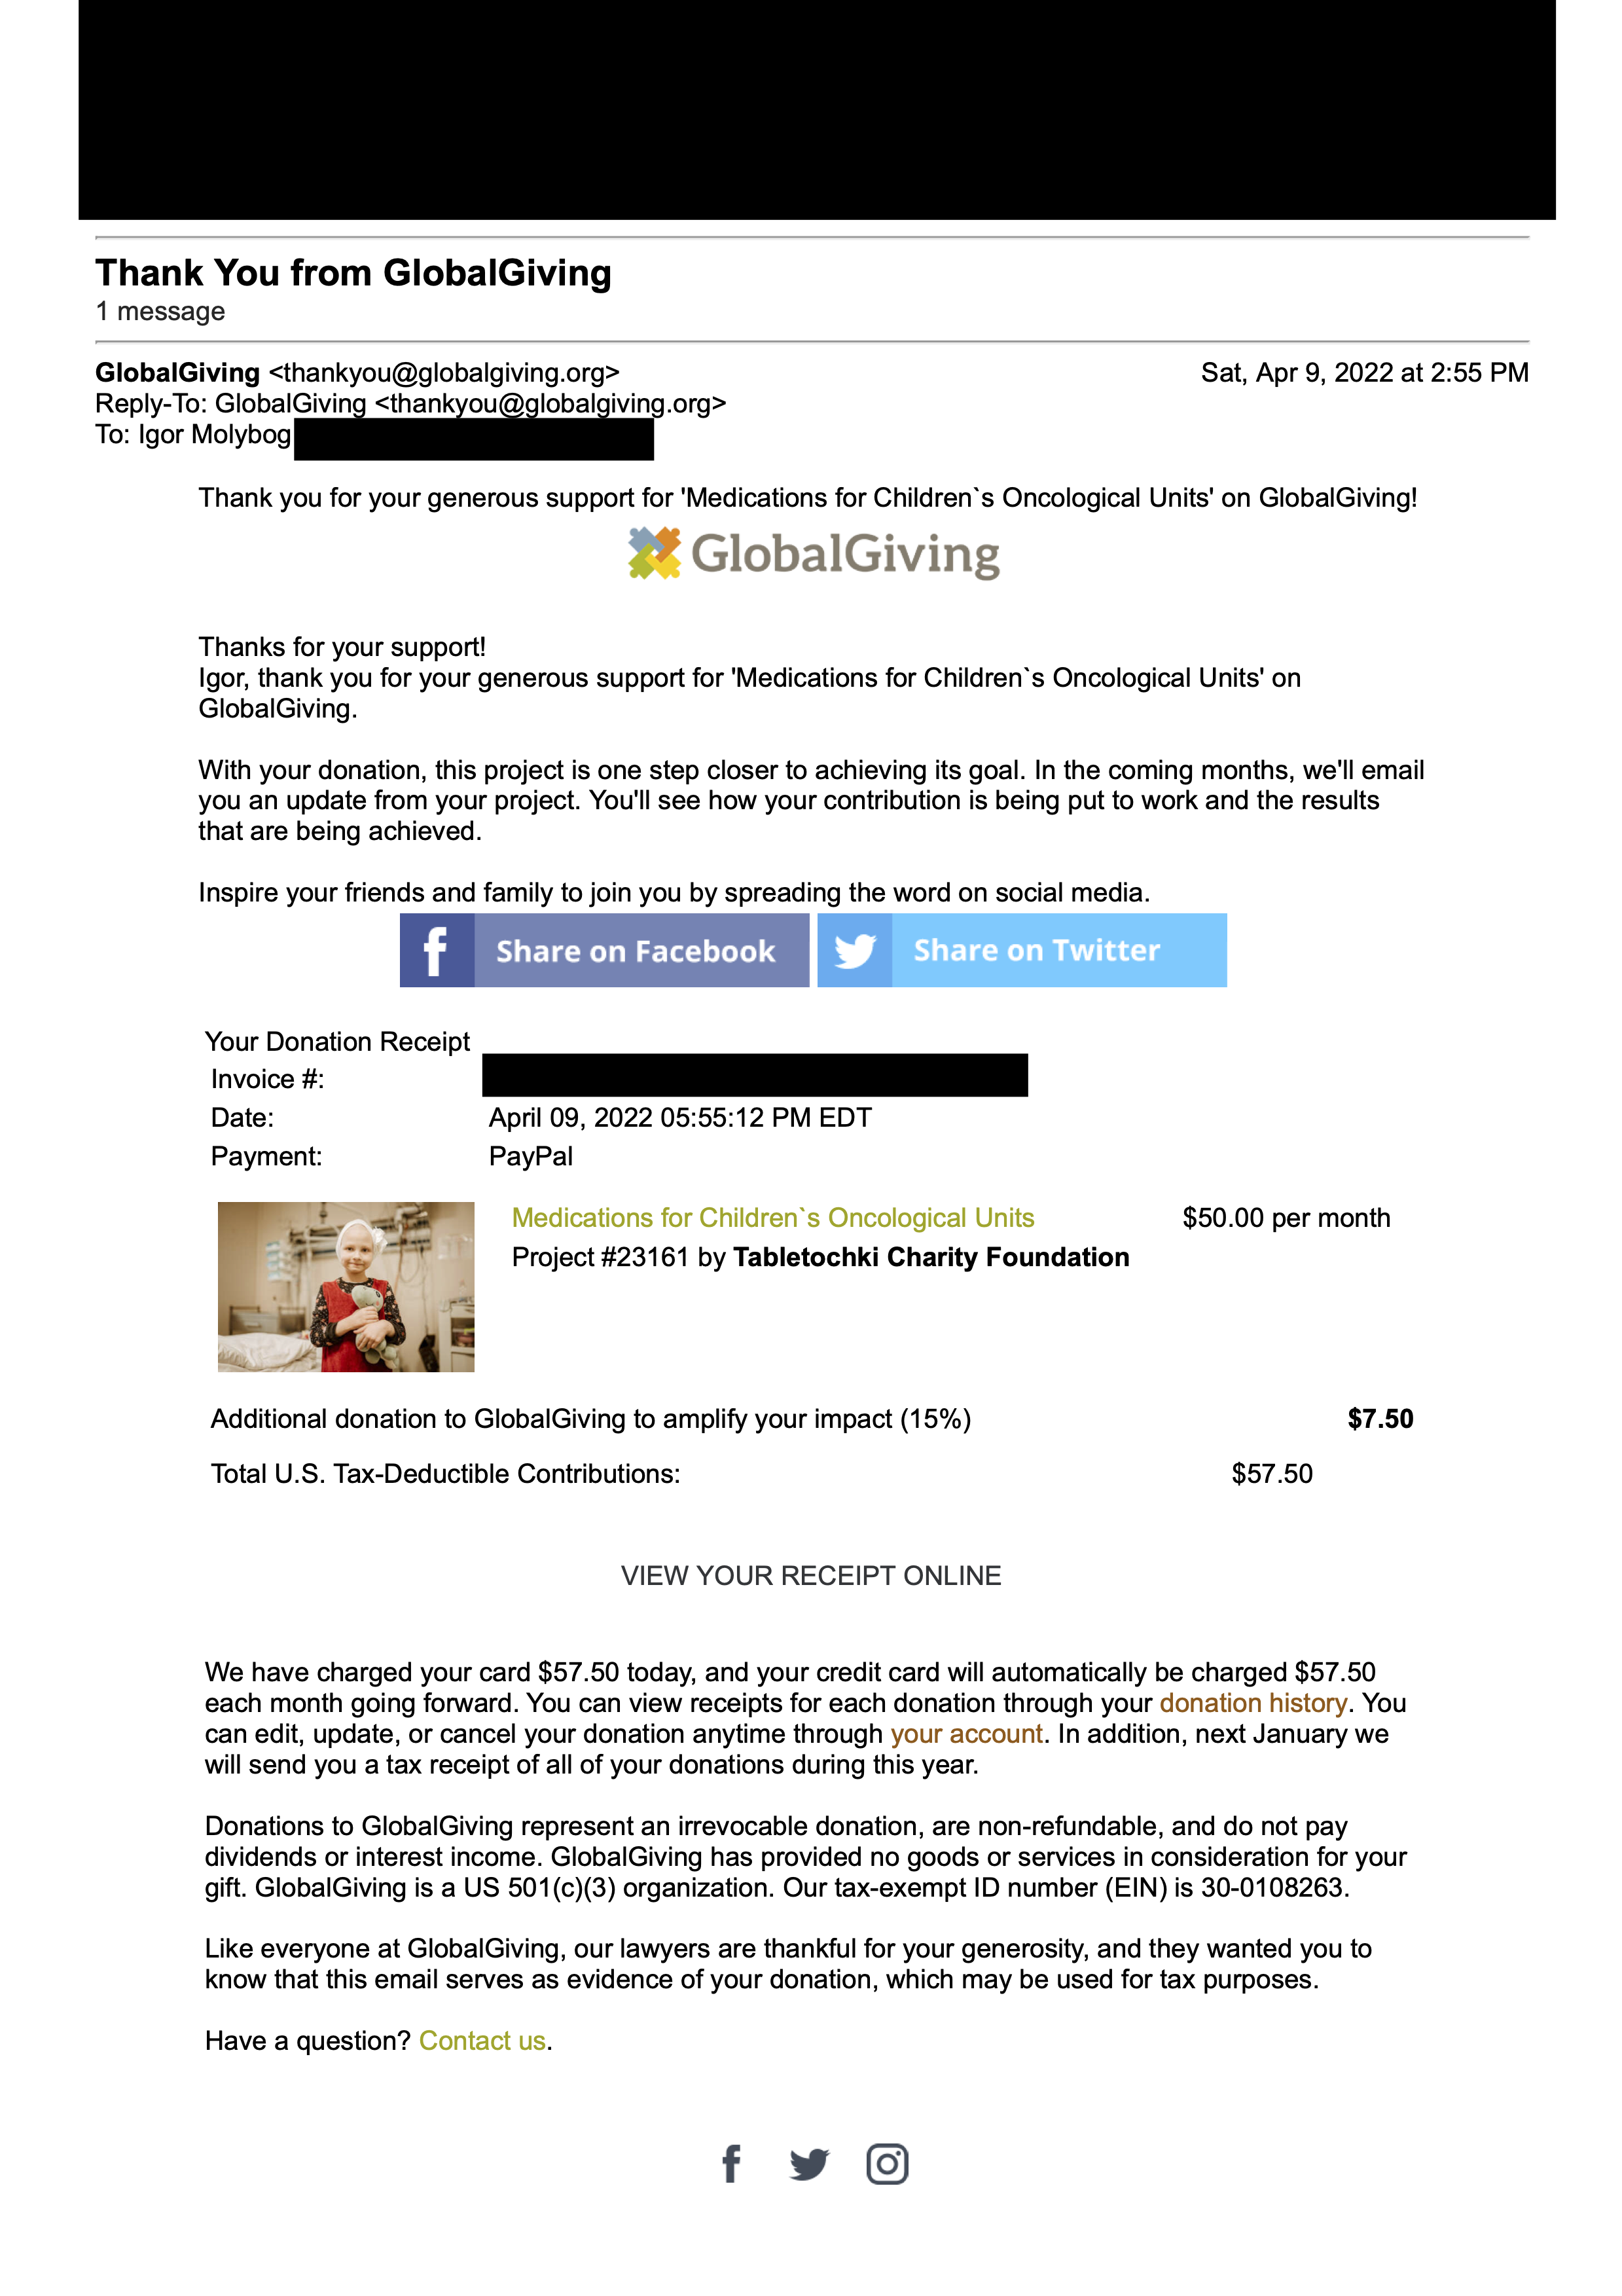 Thank You from GlobalGiving
1 message
GlobalGiving <thankyou@globalgiving.org> Sat, Apr 9, 2022 at 2:55 PM
Reply-To: GlobalGiving <thankyou@globalgiving.org>
To: Igor Molybog
Thank you for your generous support for 'Medications for Children`s Oncological Units' on GlobalGiving!
GlobalGiving
Thanks for your support!
Igor, thank you for your generous support for 'Medications for Children`s Oncological Units' on
GlobalGiving.
With your donation, this project is one step closer to achieving its goal. In the coming months, we'll email
you an update from your project. You'll see how your contribution is being put to work and the results
that are being achieved.
Inspire your friends and family to join you by spreading the word on social media.
Share on Facebook Share on Twitter
Your Donation Receipt
Invoice #:
Date: April 09, 2022 05:55:12 PM EDT
Payment: PayPal
Medications for Children`s Oncological Units $50.00 per month
Project #23161 by Tabletochki Charity Foundation
Additional donation to GlobalGiving to amplify your impact (15%) $7.50
Total U.S. Tax-Deductible Contributions: $57.50
VIEW YOUR RECEIPT ONLINE
We have charged your card $57.50 today, and your credit card will automatically be charged $57.50
each month going forward. You can view receipts for each donation through your donation history. You
can edit, update, or cancel your donation anytime through your account. In addition, next January we
will send you a tax receipt of all of your donations during this year.
Donations to GlobalGiving represent an irrevocable donation, are non-refundable, and do not pay
dividends or interest income. GlobalGiving has provided no goods or services in consideration for your
gift. GlobalGiving is a US 501(c)(3) organization. Our tax-exempt ID number (EIN) is 30-0108263.
Like everyone at GlobalGiving, our lawyers are thankful for your generosity, and they wanted you to
know that this email serves as evidence of your donation, which may be used for tax purposes.
Have a question? Contact us.